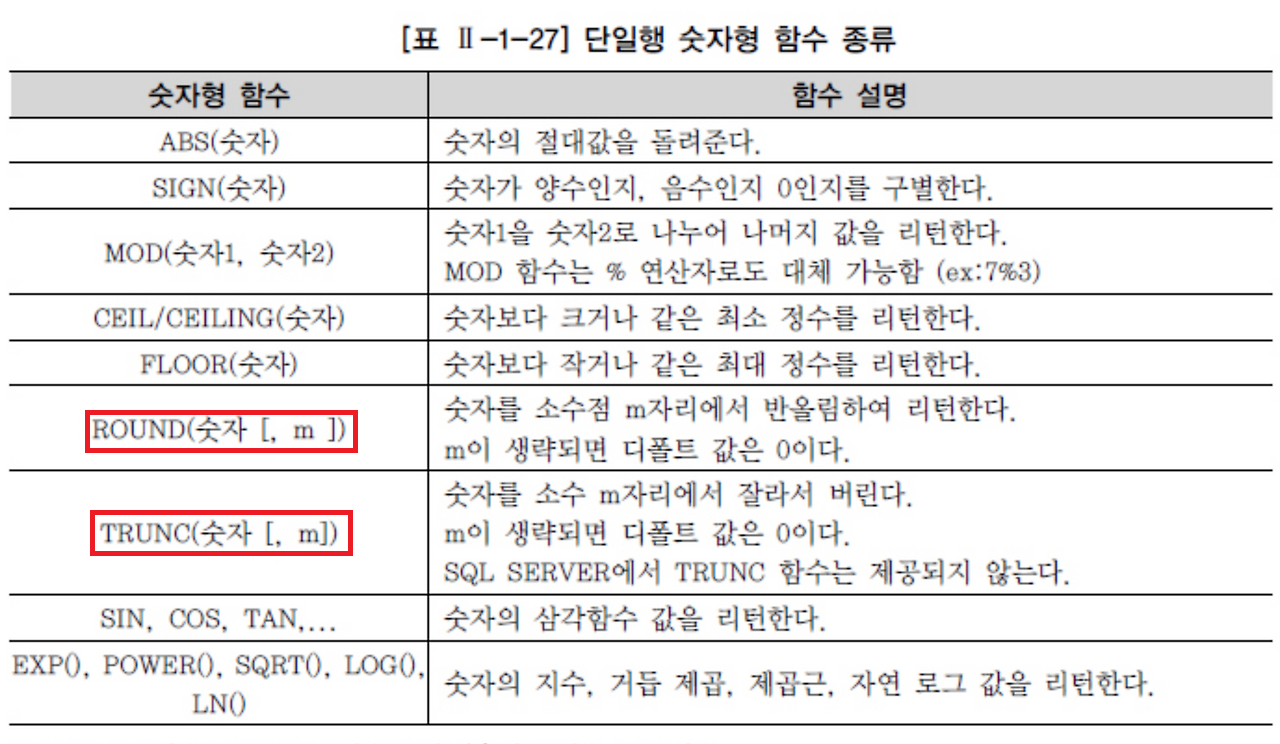 [표 Ⅱ-1-27] 단일행 숫자형 함수 종류
숫자형 함수
함수 설명
ABS(숫자)
숫자의 절대값을 돌려준다.
SIGN(숫자)
숫자가 양수인지, 음수인지 0인지를 구별한다.
MOD(숫자1, 숫자2)
숫자1을 숫자2로 나누어 나머지 값을 리턴한다.
MOD 함수는 % 연산자로도 대체 가능함 (ex:7%3)
CEIL/CEILING(숫자)
숫자보다 크거나 같은 최소 정수를 리턴한다.
FLOOR(숫자)
숫자보다 작거나 같은 최대 정수를 리턴한다.
ROUND(숫자 [, m ])
숫자를 소수점 m자리에서 반올림하여 리턴한다.
m이 생략되면 디폴트 값은 0이다.
TRUNC(숫자 [, m])
숫자를 소수 m자리에서 잘라서 버린다.
m이 생략되면 디폴트 값은 0이다.
SQL SERVER에서 TRUNC 함수는 제공되지 않는다.
SIN, COS, TAN,...
숫자의 삼각함수 값을 리턴한다.
EXP(), POWER(), SQRT(), LOG(),
LN()
숫자의 지수, 거듭 제곱, 제곱근, 자연 로그 값을 리턴한다.